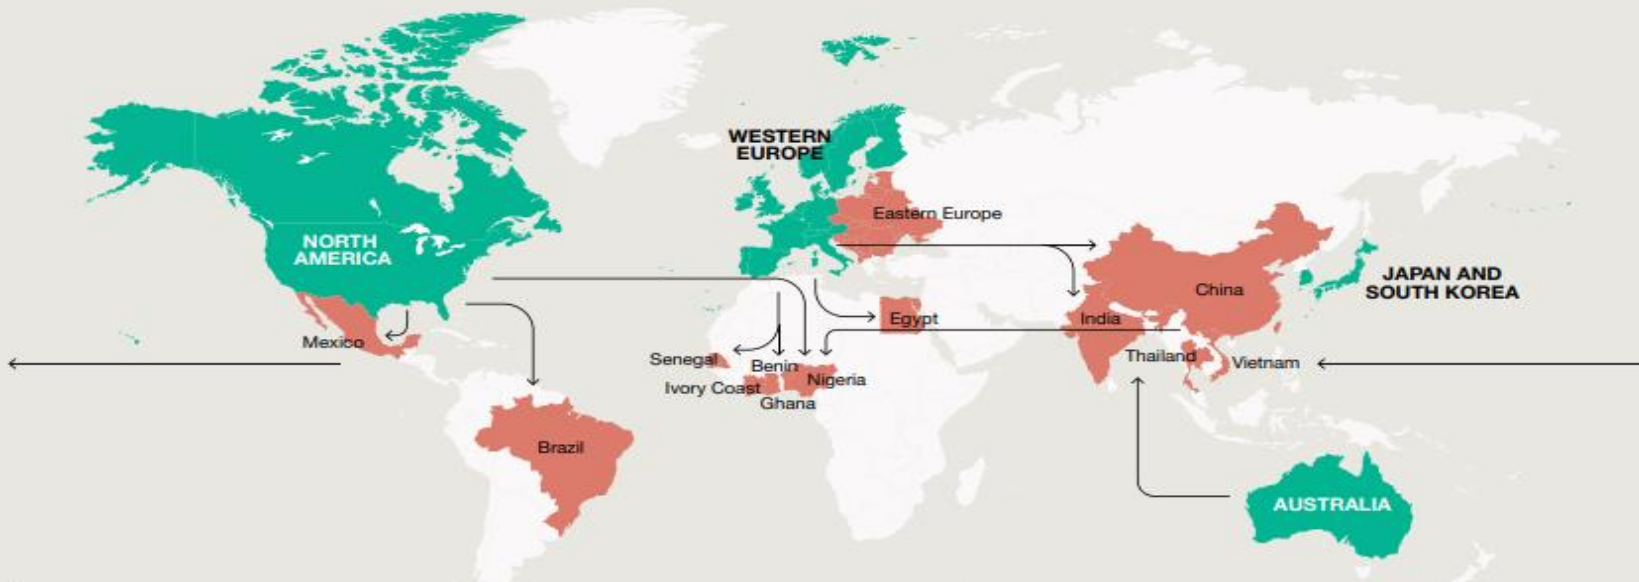 WESTERN
EUROPE
Eastern Europe
NORTH
AMERICA
JAPAN AND
SOUTH KOREA
China
Egypt
India
Mexico
Senegal
Benin
Thailand
Vietnam
Ivory Coast
Nigeria
Ghana
Brazil
AUSTRALIA